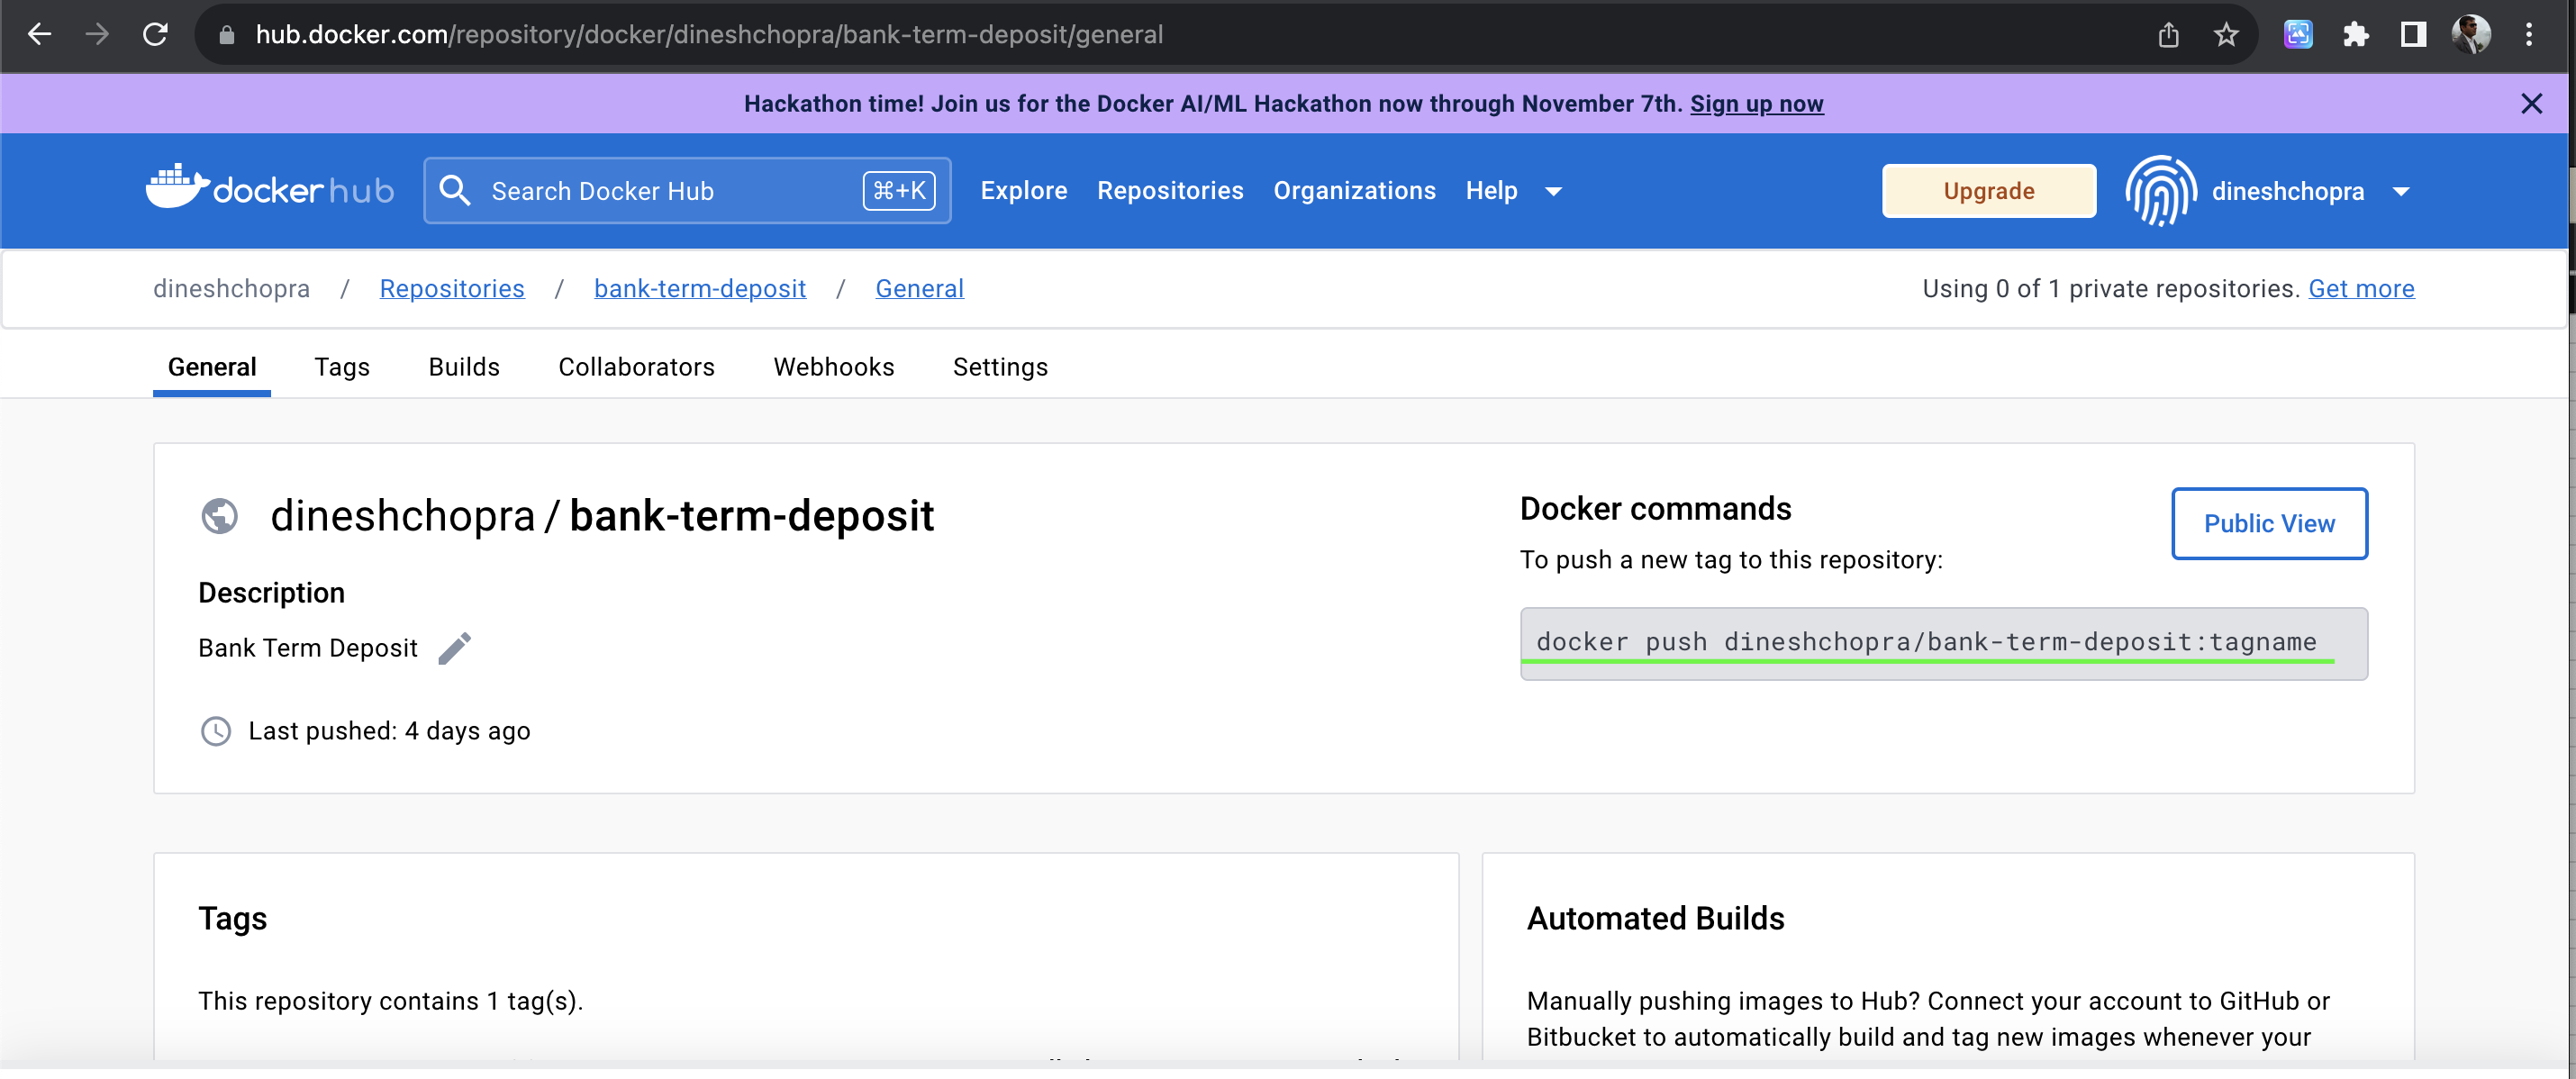 hub.docker.com/repository/docker/dineshchopra/bank-term-deposit/general
Hackathon time! Join us for the Docker AI/ML Hackathon now through November 7th. Sign up now
dockerhub Search Docker Hub ⌘+K Explore Repositories Organizations Help Upgrade dineshchopra
dineshchopra / Repositories / bank-term-deposit / General Using 0 of 1 private repositories. Get more
General Tags Builds Collaborators Webhooks Settings
dineshchopra / bank-term-deposit
Description
Bank Term Deposit
Last pushed: 4 days ago
Docker commands
Public View
To push a new tag to this repository:
docker push dineshchopra/bank-term-deposit:tagname
Tags
This repository contains 1 tag(s).
Automated Builds
Manually pushing images to Hub? Connect your account to GitHub or
Bitbucket to automatically build and tag new images whenever your